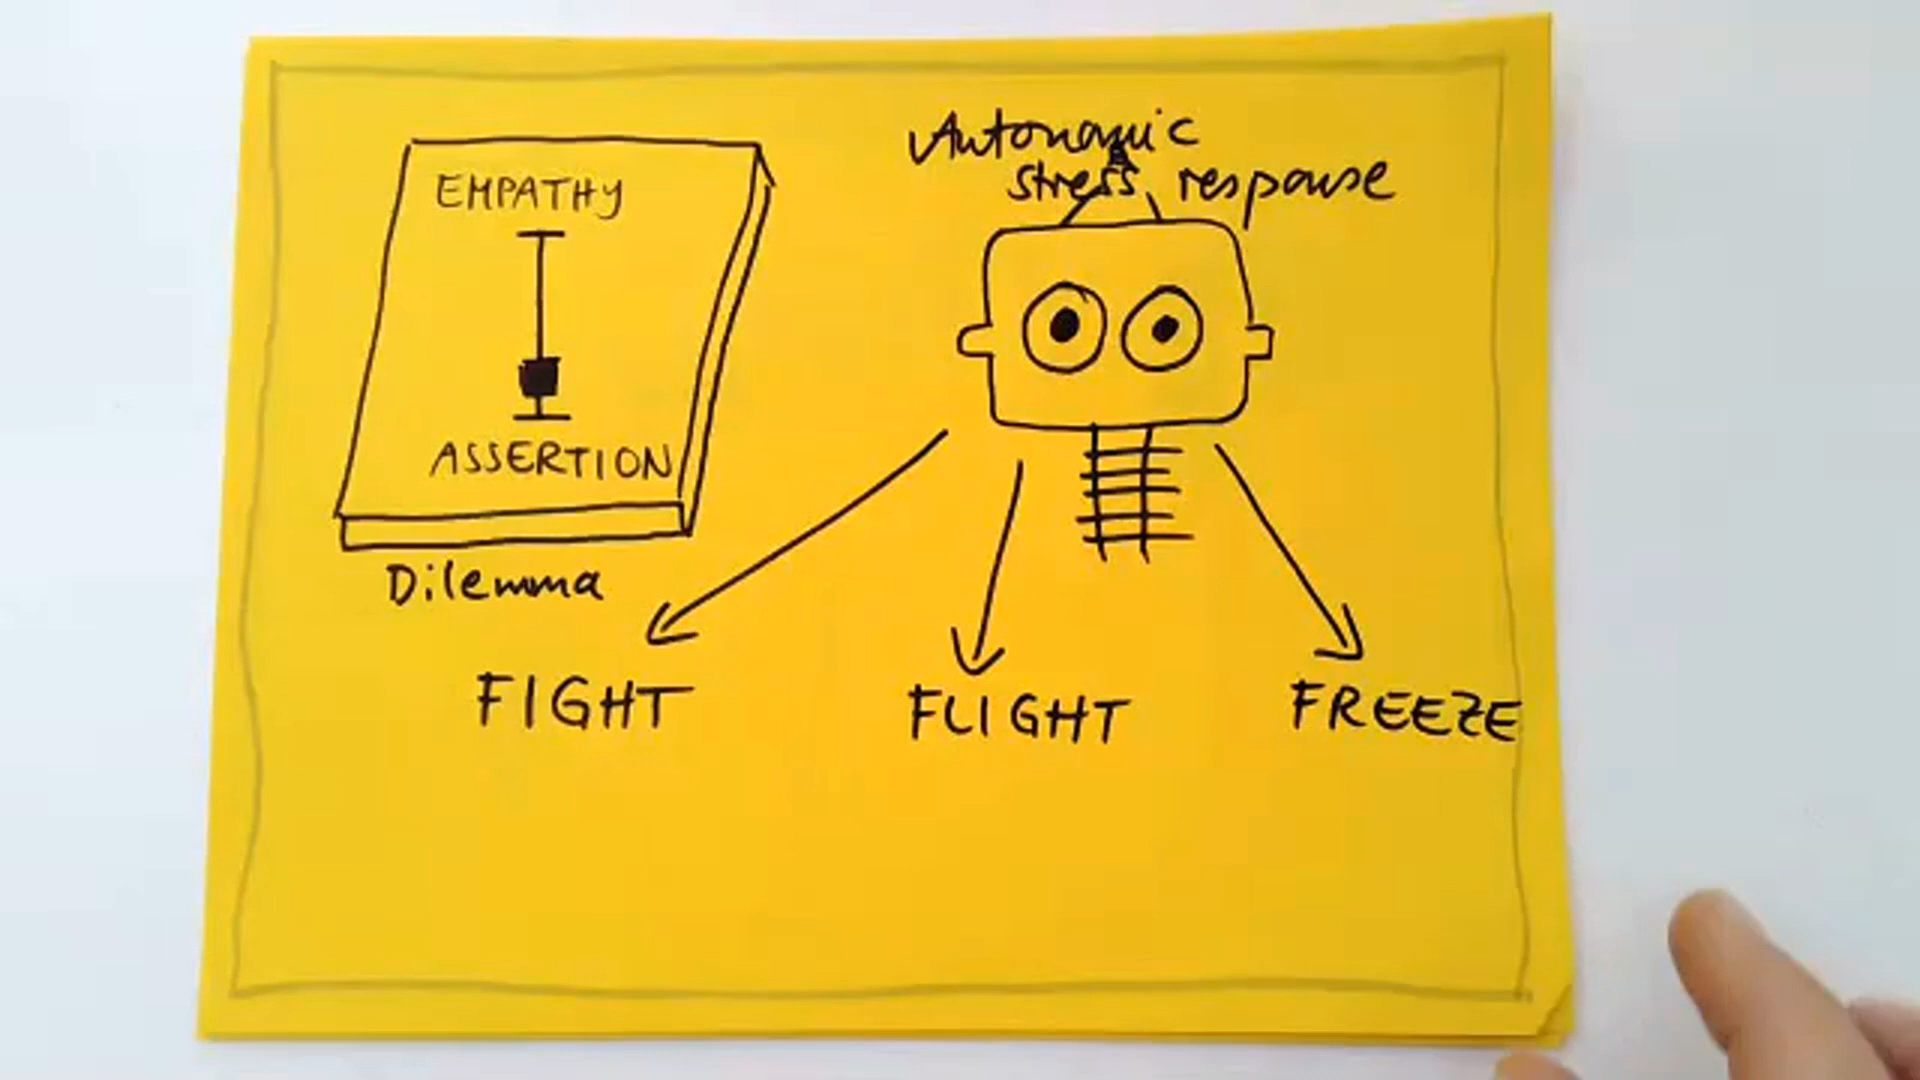 EMPATHY
ASSERTION
Dilemma
Autonomic
stress response
FIGHT
FLIGHT
FREEZE